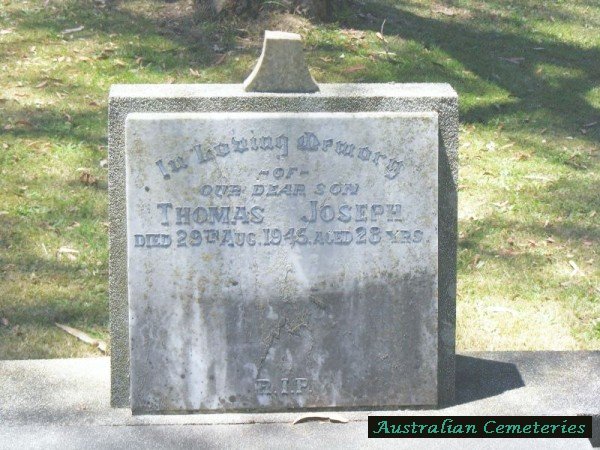 In Loving Memory
-OF-
OUR DEAR SON
THOMAS JOSEPH
DIED 29TH AUG. 1945. AGED 28 YRS.
R.I.P.
Australian Cemeteries